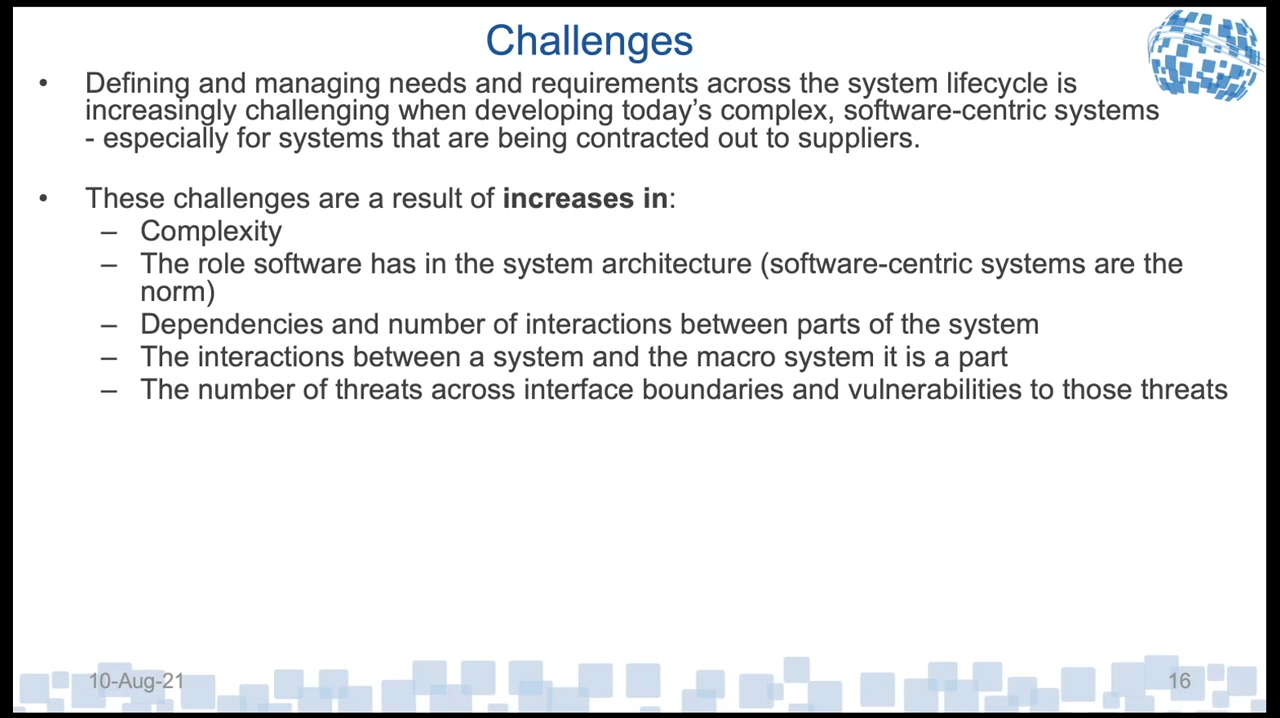 Challenges
• Defining and managing needs and requirements across the system lifecycle is
increasingly challenging when developing today's complex, software-centric systems
- especially for systems that are being contracted out to suppliers.
• These challenges are a result of increases in:
– Complexity
– The role software has in the system architecture (software-centric systems are the
norm)
– Dependencies and number of interactions between parts of the system
– The interactions between a system and the macro system it is a part
– The number of threats across interface boundaries and vulnerabilities to those threats
10-Aug-21
16